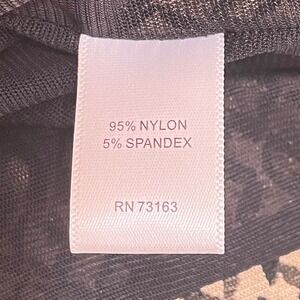 95% NYLON
5% SPANDEX
RN 73163